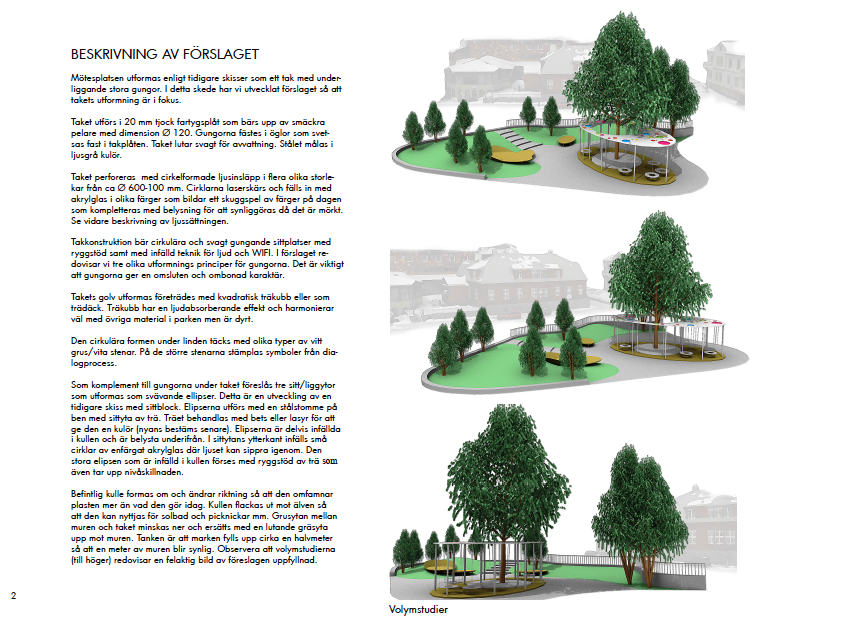 BESKRIVNING AV FÖRSLAGET
Mötesplatsen utformas enligt tidigare skisser som ett tak med under-
liggande stora gungor. I detta skede har vi utvecklat förslaget så att
takets utformning är i fokus.
Taket utförs i 20 mm tjock fartygsplåt som bärs upp av smäckra
pelare med dimension Ø 120. Gungorna fästes i öglor som svet-
sas fast i takplåten. Taket lutar svagt för avvattning. Stålet målas i
ljusgrå kulör.
Taket perforeras med cirkelformade ljusinsläpp i flera olika storle-
kar från ca Ø 600-100 mm. Cirklarna laserskärs och fälls in med
akrylglas i olika färger som bildar ett skuggspel av färger på dagen
som kompletteras med belysning för att synliggöras då det är mörkt.
Se vidare beskrivning av ljussättningen.
Takkonstruktion bär cirkulära och svagt gungande sittplatser med
ryggstöd samt med infälld teknik för ljud och WIFI. I förslaget re-
dovisar vi tre olika utformnings principer för gungorna. Det är viktigt
att gungorna ger en omsluten och ombonad karaktär.
Takets golv utformas företrädes med kvadratisk träkubb eller som
trädäck. Träkubb har en ljudabsorberande effekt och harmonierar
väl med övriga material i parken men är dyrt.
Den cirkulära formen under linden täcks med olika typer av vitt
grus/vita stenar. På de större stenarna stämplas symboler från dia-
logprocess.
Som komplement till gungorna under taket föreslås tre sitt/liggytor
som utformas som svävande ellipser. Detta är en utveckling av en
tidigare skiss med sittblock. Elipserna utförs med en stålstomme på
ben med sittyta av trä. Träet behandlas med bets eller lasyr för att
ge den en kulör (nyans bestäms senare). Elipserna är delvis infällda
i kullen och är belysta underifrån. I sittytans ytterkant infälls små
cirklar av enfärgat akrylglas där ljuset kan sippra igenom. Den
stora elipsen som är infälld i kullen förses med ryggstöd av trä som
även tar upp nivåskillnaden.
Befintlig kulle formas om och ändrar riktning så att den omfamnar
plasten mer än vad den gör idag. Kullen flackas ut mot älven så
att den kan nyttjas för solbad och picknickar mm. Grusytan mellan
muren och taket minskas ner och ersätts med en lutande gräsyta
upp mot muren. Tanken är att marken fylls upp cirka en halvmeter
så att en meter av muren blir synlig. Observera att volymstudierna
(till höger) redovisar en felaktig bild av föreslagen uppfyllnad.
2
Volymstudier